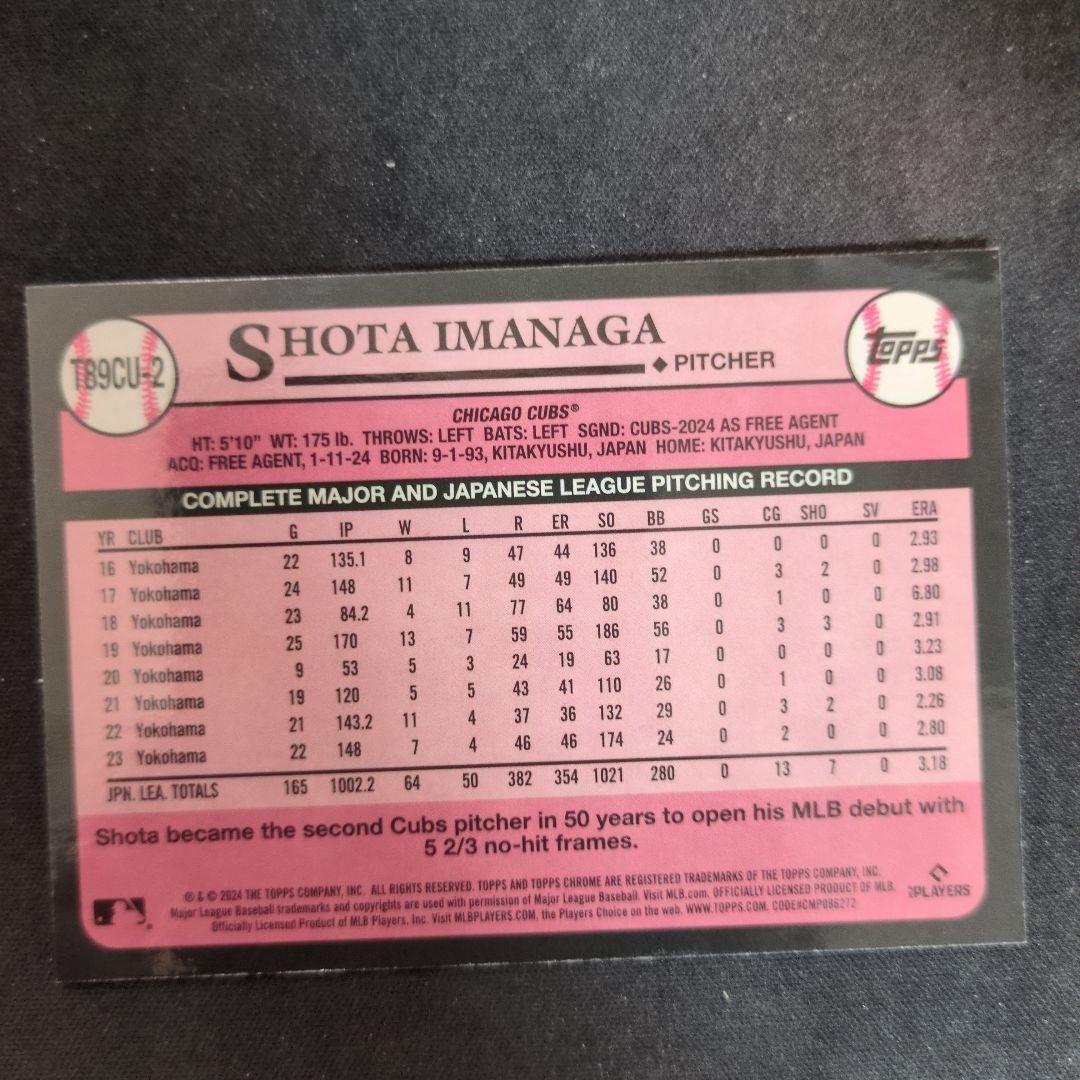 T89CU-2
SHOTA IMANAGA
◆ PITCHER
Topps
CHICAGO CUBS®
HT: 5'10" WT: 175 lb. THROWS: LEFT BATS: LEFT SGND: CUBS-2024 AS FREE AGENT
ACQ: FREE AGENT, 1-11-24 BORN: 9-1-93, KITAKYUSHU, JAPAN HOME: KITAKYUSHU, JAPAN
COMPLETE MAJOR AND JAPANESE LEAGUE PITCHING RECORD
YR CLUB G IP W L R ER SO BB GS CG SHO SV ERA
16 Yokohama 22 135.1 8 9 47 44 136 38 0 0 0 0 2.93
17 Yokohama 24 148 11 7 49 49 140 52 0 3 2 0 2.98
18 Yokohama 23 84.2 4 11 77 64 80 38 0 1 0 0 6.80
19 Yokohama 25 170 13 7 59 55 186 56 0 3 3 0 2.91
20 Yokohama 9 53 5 3 24 19 63 17 0 0 0 0 3.23
21 Yokohama 19 120 5 5 43 41 110 26 0 1 0 0 3.08
22 Yokohama 21 143.2 11 4 37 36 132 29 0 3 2 0 2.26
23 Yokohama 22 148 7 4 46 46 174 24 0 2 0 0 2.80
JPN. LEA. TOTALS 165 1002.2 64 50 382 354 1021 280 0 13 7 0 3.18
Shota became the second Cubs pitcher in 50 years to open his MLB debut with
5 2/3 no-hit frames.
® & © 2024 THE TOPPS COMPANY, INC. ALL RIGHTS RESERVED. TOPPS AND TOPPS CHROME ARE REGISTERED TRADEMARKS OF THE TOPPS COMPANY, INC.
Major League Baseball trademarks and copyrights are used with permission of Major League Baseball. Visit MLB.com. OFFICIALLY LICENSED PRODUCT OF MLB
Officially Licensed Product of MLB Players, Inc. Visit MLBPLAYERS.COM, the Players Choice on the web. WWW.TOPPS.COM. CODE#CMP086272
PLAYERS